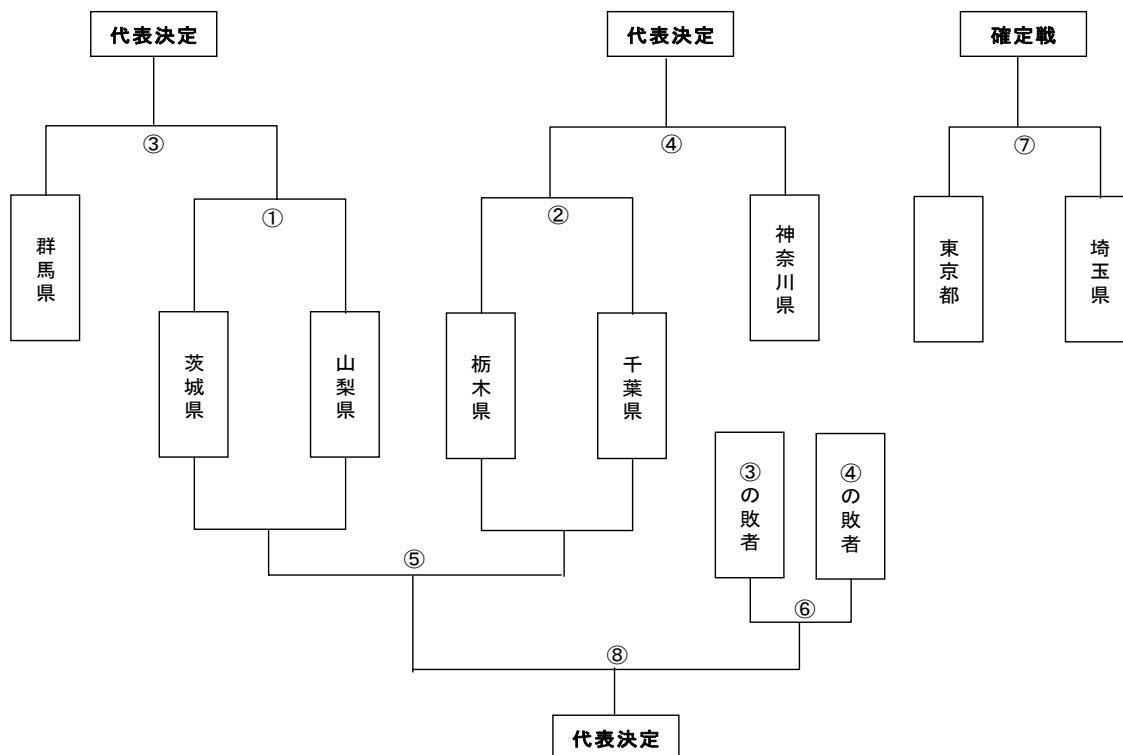 代表決定
代表決定
確定戦
③
④
⑦
群馬県
①
②
神奈川県
東京都
埼玉県
茨城県
山梨県
栃木県
千葉県
③の敗者
④の敗者
⑤
⑥
⑧
代表決定